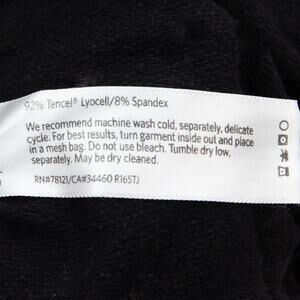 92% Tencel® Lyocell/8% Spandex
We recommend machine wash cold, separately, delicate
cycle. For best results, turn garment inside out and place
in a mesh bag. Do not use bleach. Tumble dry low,
separately. May be dry cleaned.
RN#78121/CA#34460 R165TJ